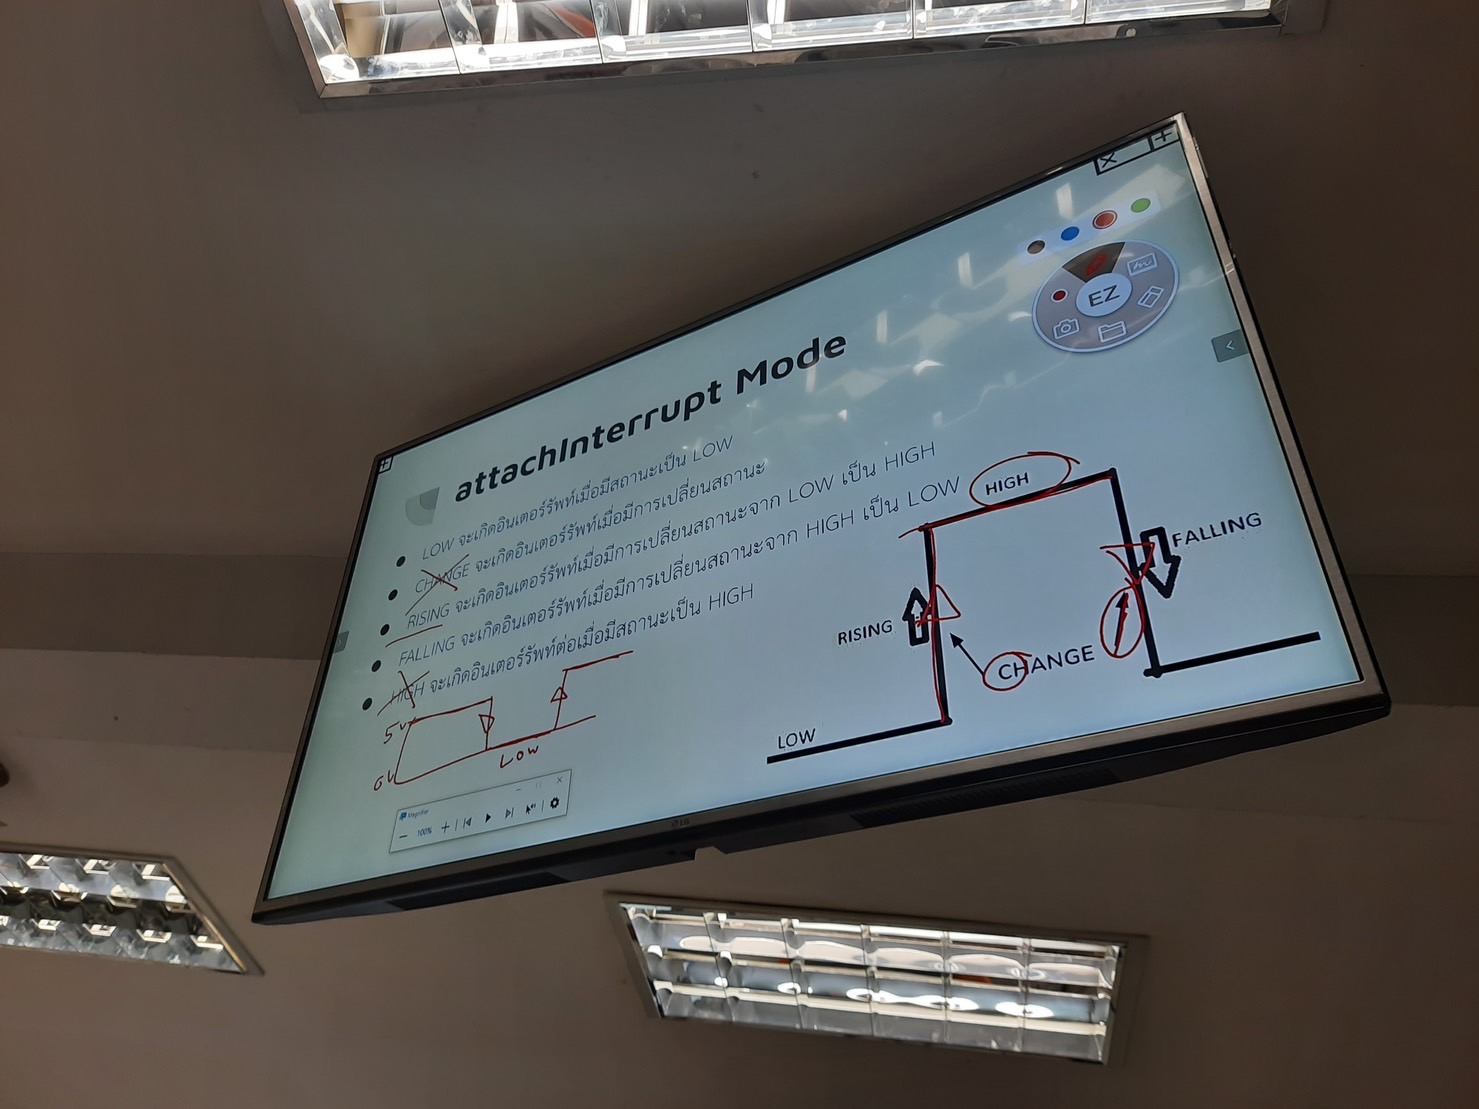 attachInterrupt Mode
LOW จะเกิดอินเตอร์รัพท์เมื่อมีสถานะเป็น LOW
CHANGE จะเกิดอินเตอร์รัพท์เมื่อมีการเปลี่ยนสถานะ
RISING จะเกิดอินเตอร์รัพท์เมื่อมีการเปลี่ยนสถานะจาก LOW เป็น HIGH
FALLING จะเกิดอินเตอร์รัพท์เมื่อมีการเปลี่ยนสถานะจาก HIGH เป็น LOW
HIGH จะเกิดอินเตอร์รัพท์ต่อเมื่อมีสถานะเป็น HIGH
EZ
HIGH
FALLING
RISING
CHANGE
LOW
5V
0V
Low
Magnifier
100%
LG